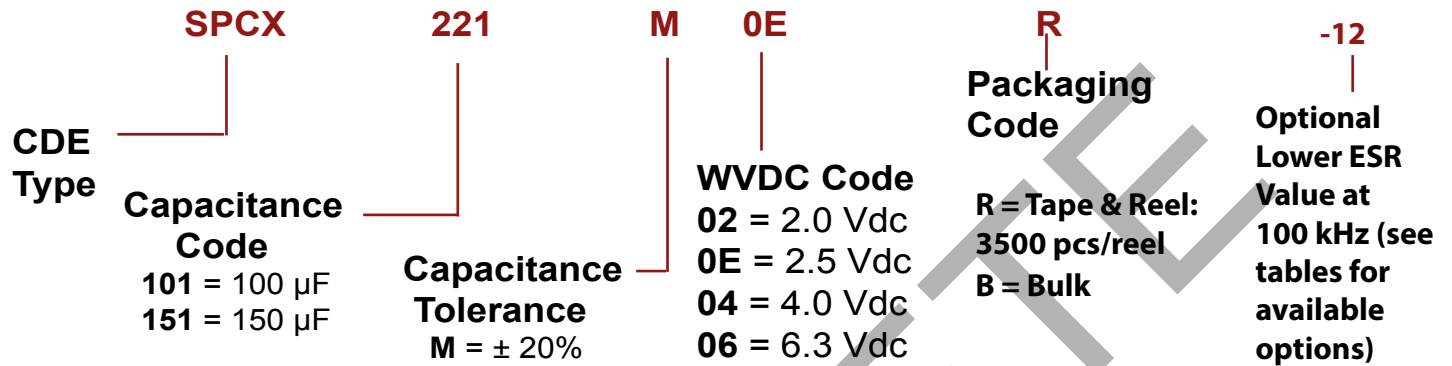 SPCX 221 M 0E R -12
CDE
Type
Capacitance
Code
101 = 100 µF
151 = 150 µF
Capacitance
Tolerance
M = ± 20%
WVDC Code
02 = 2.0 Vdc
0E = 2.5 Vdc
04 = 4.0 Vdc
06 = 6.3 Vdc
Packaging
Code
R = Tape & Reel:
3500 pcs/reel
B = Bulk
Optional
Lower ESR
Value at
100 kHz (see
tables for
available
options)